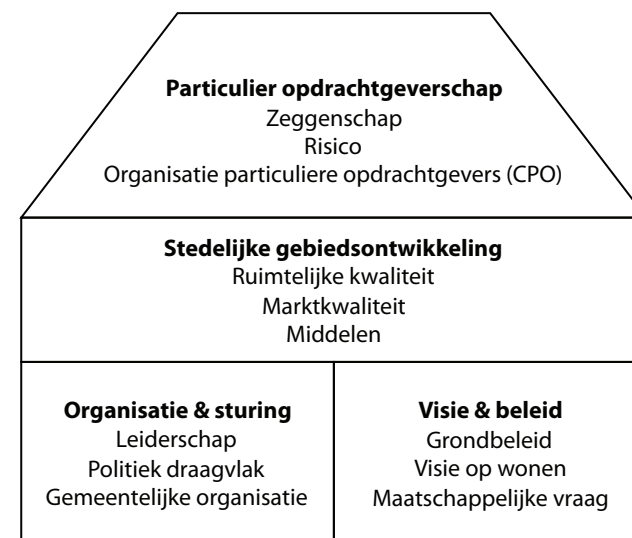 Particulier opdrachtgeverschap
Zeggenschap
Risico
Organisatie particuliere opdrachtgevers (CPO)
Stedelijke gebiedsontwikkeling
Ruimtelijke kwaliteit
Marktkwaliteit
Middelen
Organisatie & sturing
Leiderschap
Politiek draagvlak
Gemeentelijke organisatie
Visie & beleid
Grondbeleid
Visie op wonen
Maatschappelijke vraag